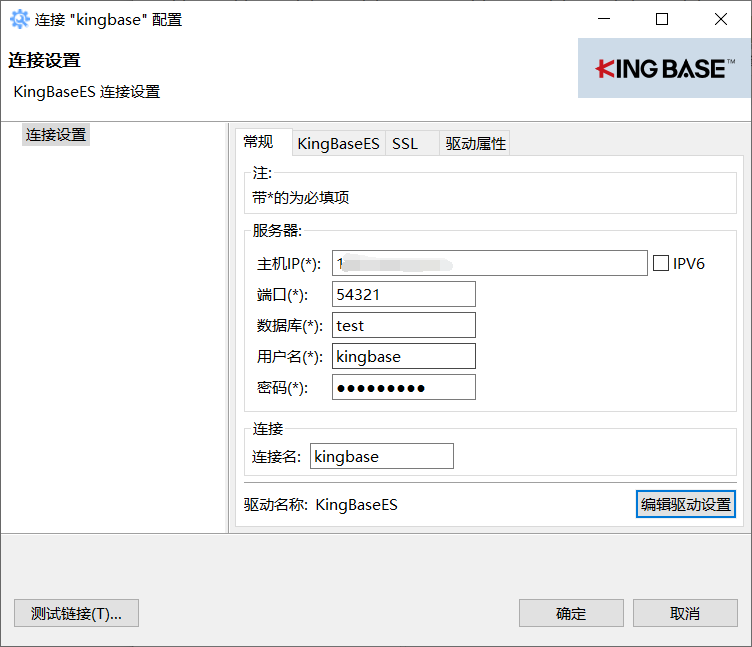 连接 "kingbase" 配置
连接设置
KingBaseES 连接设置
KINGBASE™
连接设置
常规 KingBaseES SSL 驱动属性
注:
带*的为必填项
服务器:
主机IP(*): IPV6
端口(*): 54321
数据库(*): test
用户名(*): kingbase
密码(*): ●●●●●●●●●
连接
连接名: kingbase
驱动名称: KingBaseES 编辑驱动设置
测试链接(T)... 确定 取消